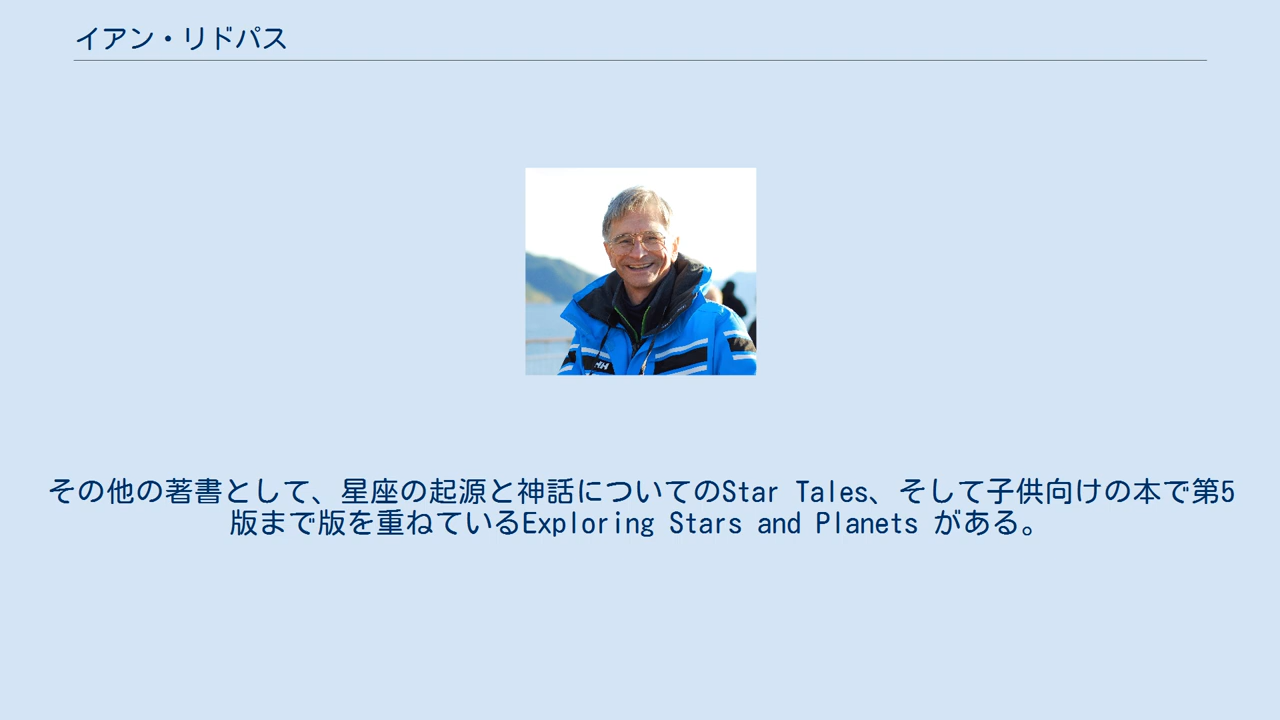 イアン・リドパス
HH
その他の著書として、星座の起源と神話についてのStar Tales、そして子供向けの本で第5
版まで版を重ねているExploring Stars and Planets がある。